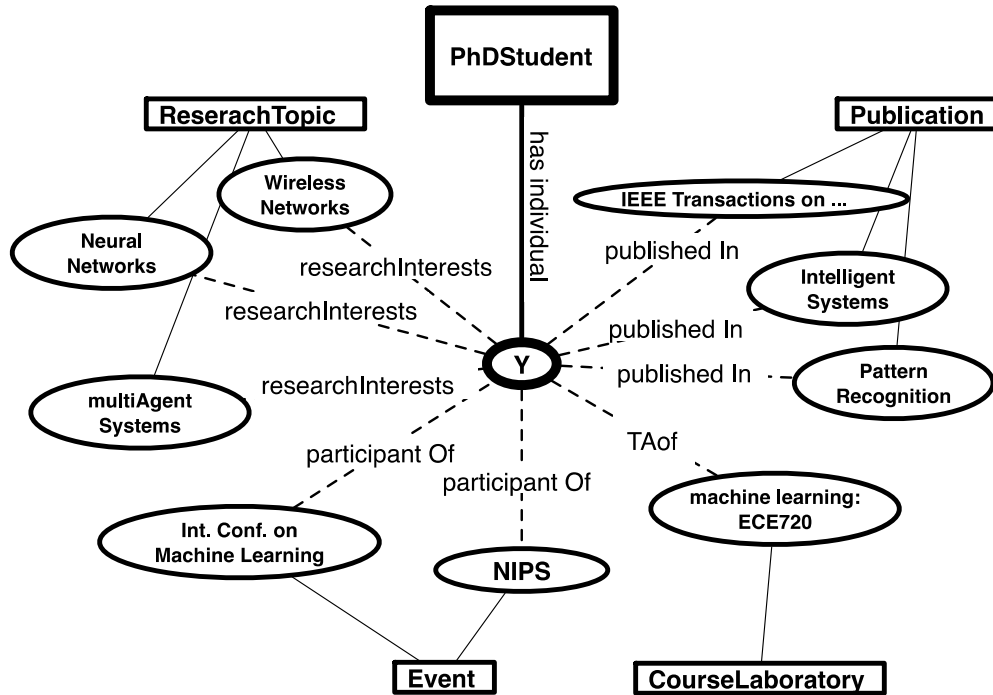 PhDStudent
ReserachTopic
Publication
has individual
Wireless
Networks
IEEE Transactions on ...
Neural
Networks
researchInterests
published In
Intelligent
Systems
researchInterests
published In
Y
published In
Pattern
Recognition
researchInterests
multiAgent
Systems
participant Of
TAof
participant Of
machine learning:
ECE720
Int. Conf. on
Machine Learning
NIPS
Event
CourseLaboratory